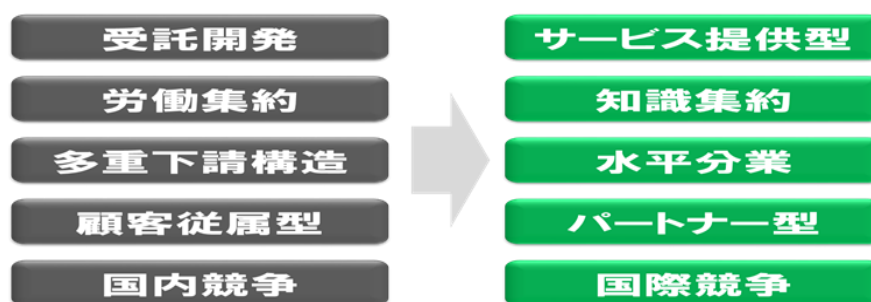 受託開発
労働集約
多重下請構造
顧客従属型
国内競争
サービス提供型
知識集約
水平分業
パートナー型
国際競争